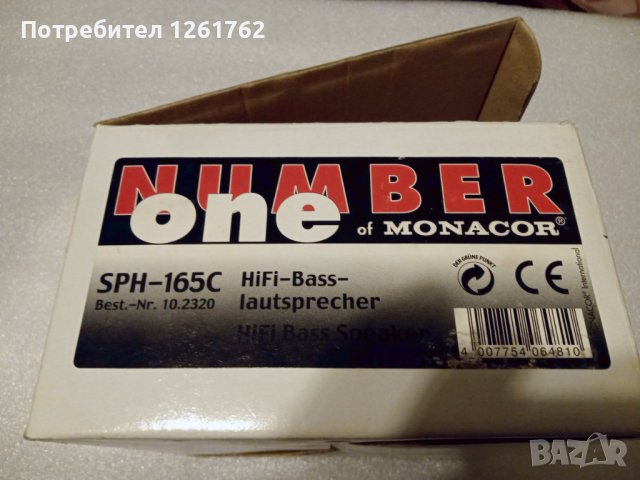 Потребител 1261762
NUMBER
one of MONACOR®
SPH-165C
Best.-Nr. 10.2320
HiFi-Bass-
lautsprecher
HiFi Bass Speaker
DER GRÜNE PUNKT
CE
4 007754 064810
MONACOR® International
BAZAR